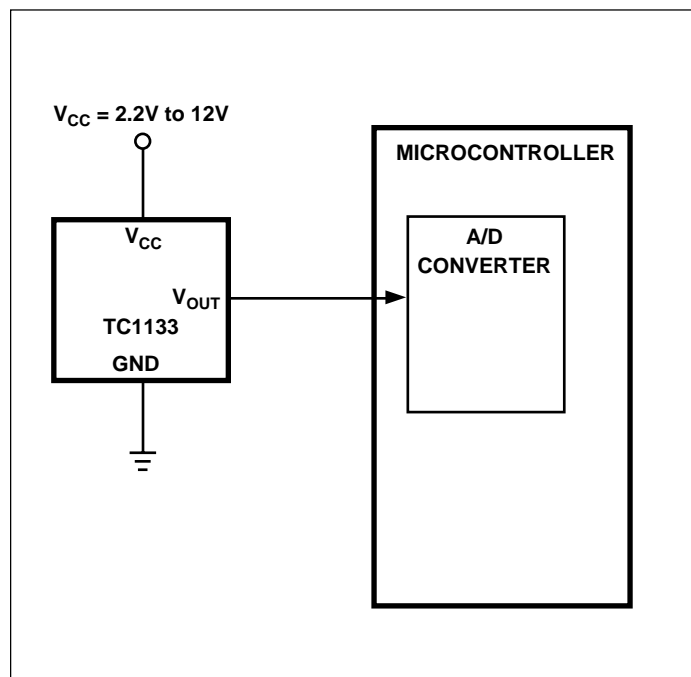 V_CC = 2.2V to 12V
V_CC
V_OUT
TC1133
GND
MICROCONTROLLER
A/D
CONVERTER